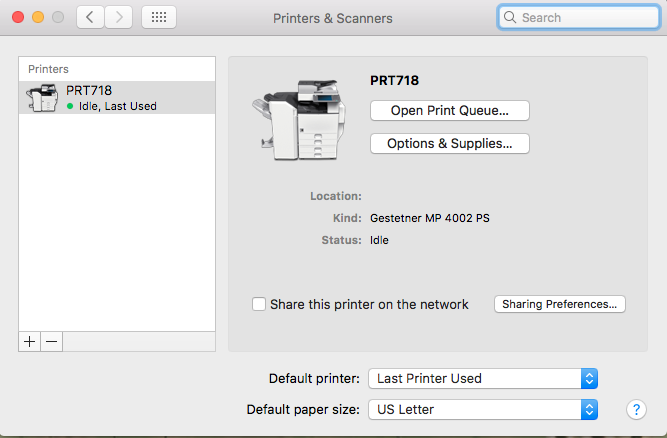 Printers & Scanners
Search
Printers
PRT718
Idle, Last Used
+ −
PRT718
Open Print Queue...
Options & Supplies...
Location:
Kind: Gestetner MP 4002 PS
Status: Idle
Share this printer on the network
Sharing Preferences...
Default printer: Last Printer Used
Default paper size: US Letter
?